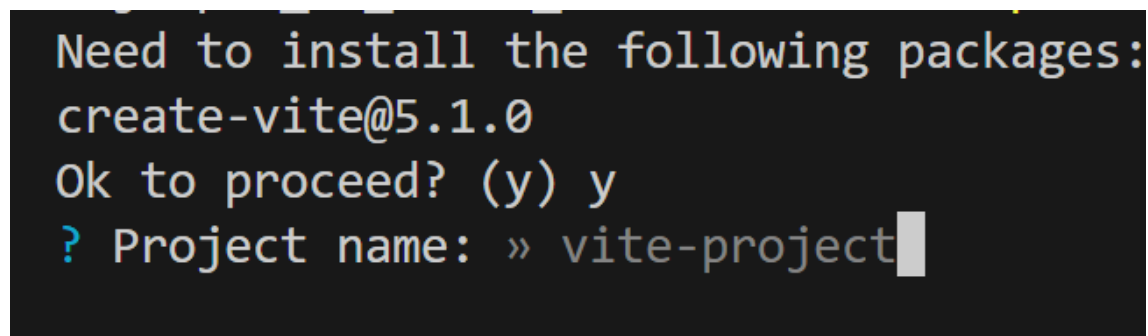 Need to install the following packages:
create-vite@5.1.0
Ok to proceed? (y) y
? Project name: » vite-project